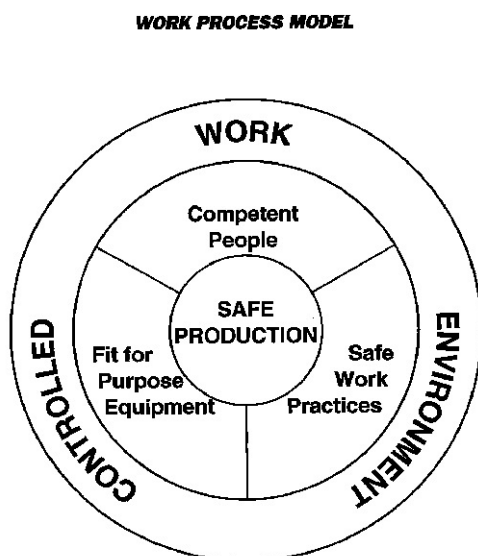 WORK PROCESS MODEL
WORK
Competent
People
SAFE
PRODUCTION
Fit for
Purpose
Equipment
Safe
Work
Practices
CONTROLLED
ENVIRONMENT